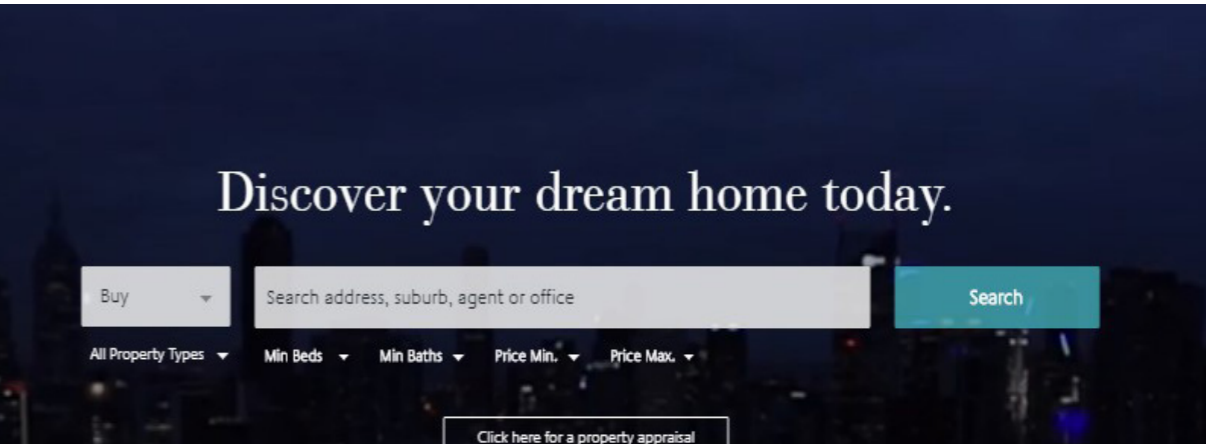 Discover your dream home today.
Buy
Search address, suburb, agent or office
Search
All Property Types
Min Beds
Min Baths
Price Min.
Price Max.
Click here for a property appraisal